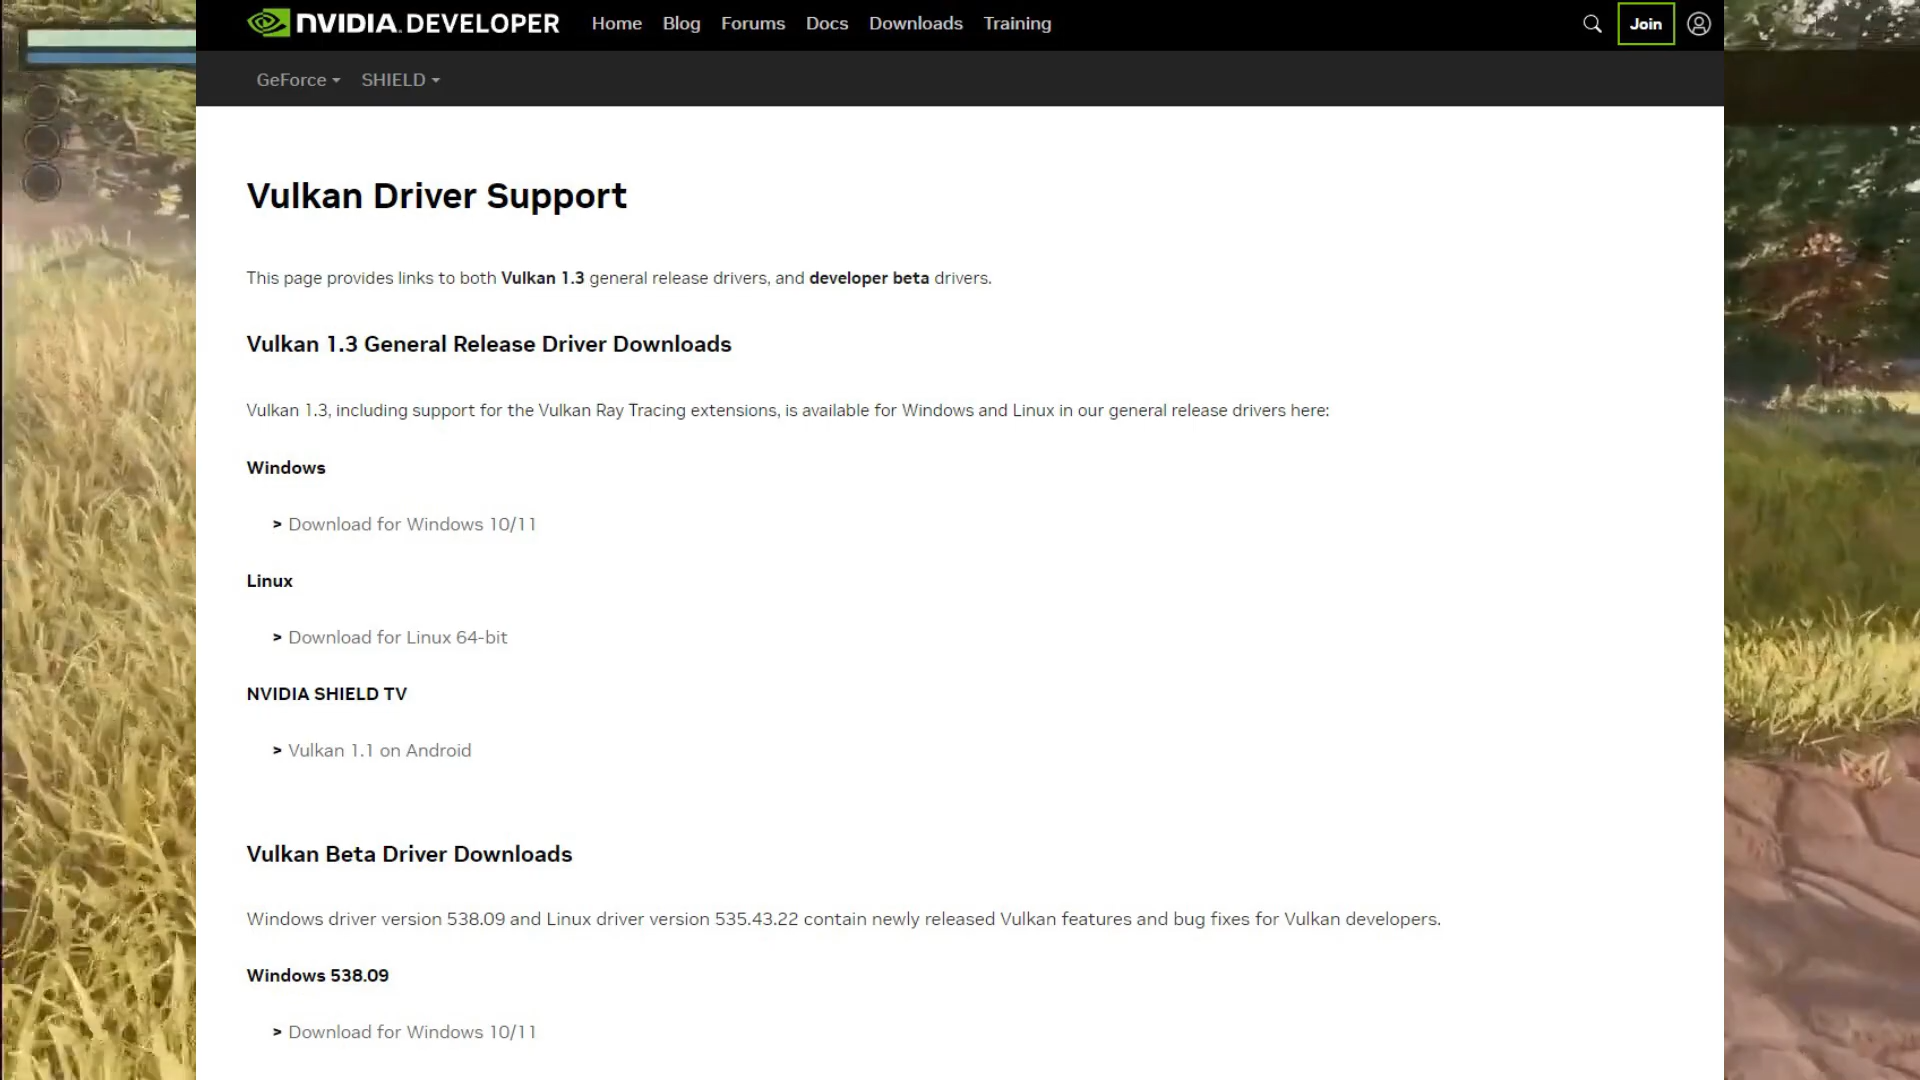 NVIDIA. DEVELOPER Home Blog Forums Docs Downloads Training Join
GeForce SHIELD
Vulkan Driver Support
This page provides links to both Vulkan 1.3 general release drivers, and developer beta drivers.
Vulkan 1.3 General Release Driver Downloads
Vulkan 1.3, including support for the Vulkan Ray Tracing extensions, is available for Windows and Linux in our general release drivers here:
Windows
> Download for Windows 10/11
Linux
> Download for Linux 64-bit
NVIDIA SHIELD TV
> Vulkan 1.1 on Android
Vulkan Beta Driver Downloads
Windows driver version 538.09 and Linux driver version 535.43.22 contain newly released Vulkan features and bug fixes for Vulkan developers.
Windows 538.09
> Download for Windows 10/11